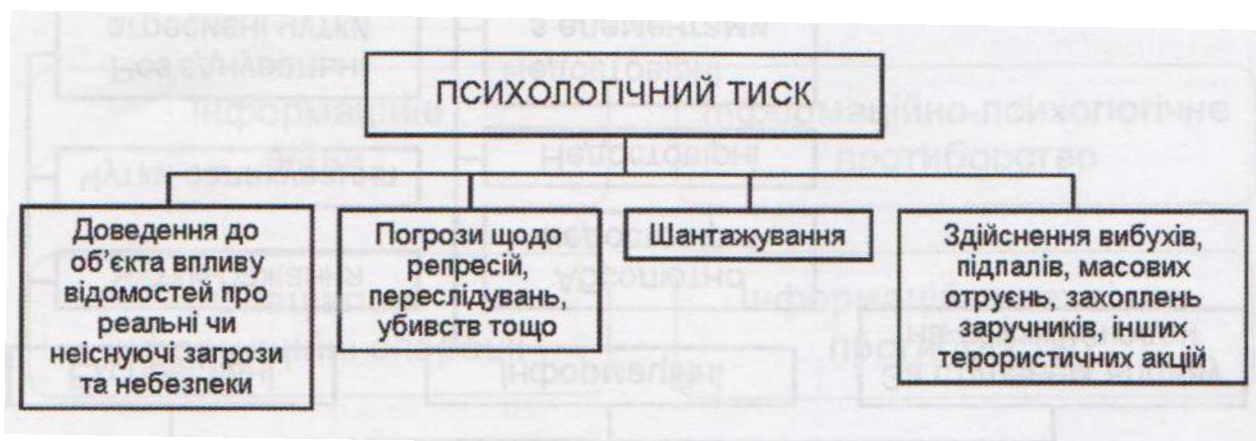 ПСИХОЛОГІЧНИЙ ТИСК
Доведення до
об'єкта впливу
відомостей про
реальні чи
неіснуючі загрози
та небезпеки
Погрози щодо
репресій,
переслідувань,
убивств тощо
Шантажування
Здійснення вибухів,
підпалів, масових
отруєнь, захоплень
заручників, інших
терористичних акцій